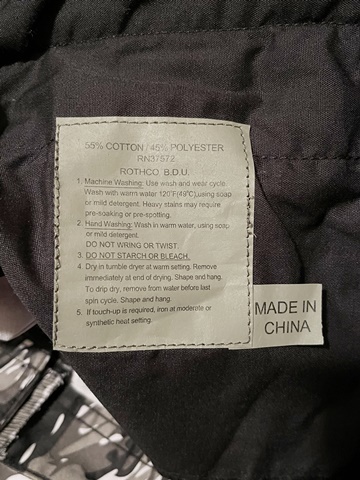 55% COTTON / 45% POLYESTER
RN37572
ROTHCO B.D.U.
1. Machine Washing: Use wash and wear cycle.
Wash with warm water 120°F(49°C),using soap
or mild detergent. Heavy stains may require
pre-soaking or pre-spotting.
2. Hand Washing: Wash in warm water, using soap
or mild detergent.
DO NOT WRING OR TWIST.
3. DO NOT STARCH OR BLEACH.
4. Dry in tumble dryer at warm setting. Remove
immediately at end of drying. Shape and hang.
To drip dry, remove from water before last
spin cycle. Shape and hang.
5. If touch-up is required, iron at moderate or
synthetic heat setting.
MADE IN
CHINA